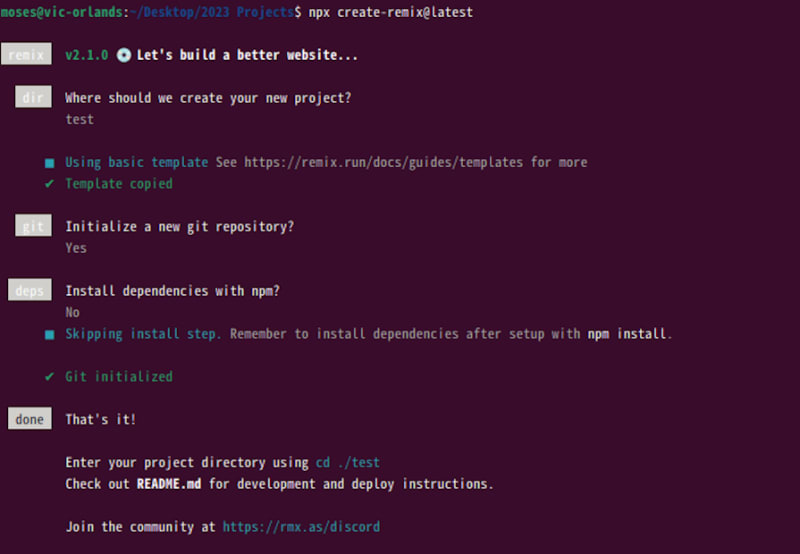 moses@vic-orlands:~/Desktop/2023 Projects$ npx create-remix@latest
remix v2.1.0 💿 Let's build a better website...
dir Where should we create your new project?
test
■ Using basic template See https://remix.run/docs/guides/templates for more
✔ Template copied
git Initialize a new git repository?
Yes
deps Install dependencies with npm?
No
■ Skipping install step. Remember to install dependencies after setup with npm install.
✔ Git initialized
done That's it!
Enter your project directory using cd ./test
Check out README.md for development and deploy instructions.
Join the community at https://rmx.as/discord